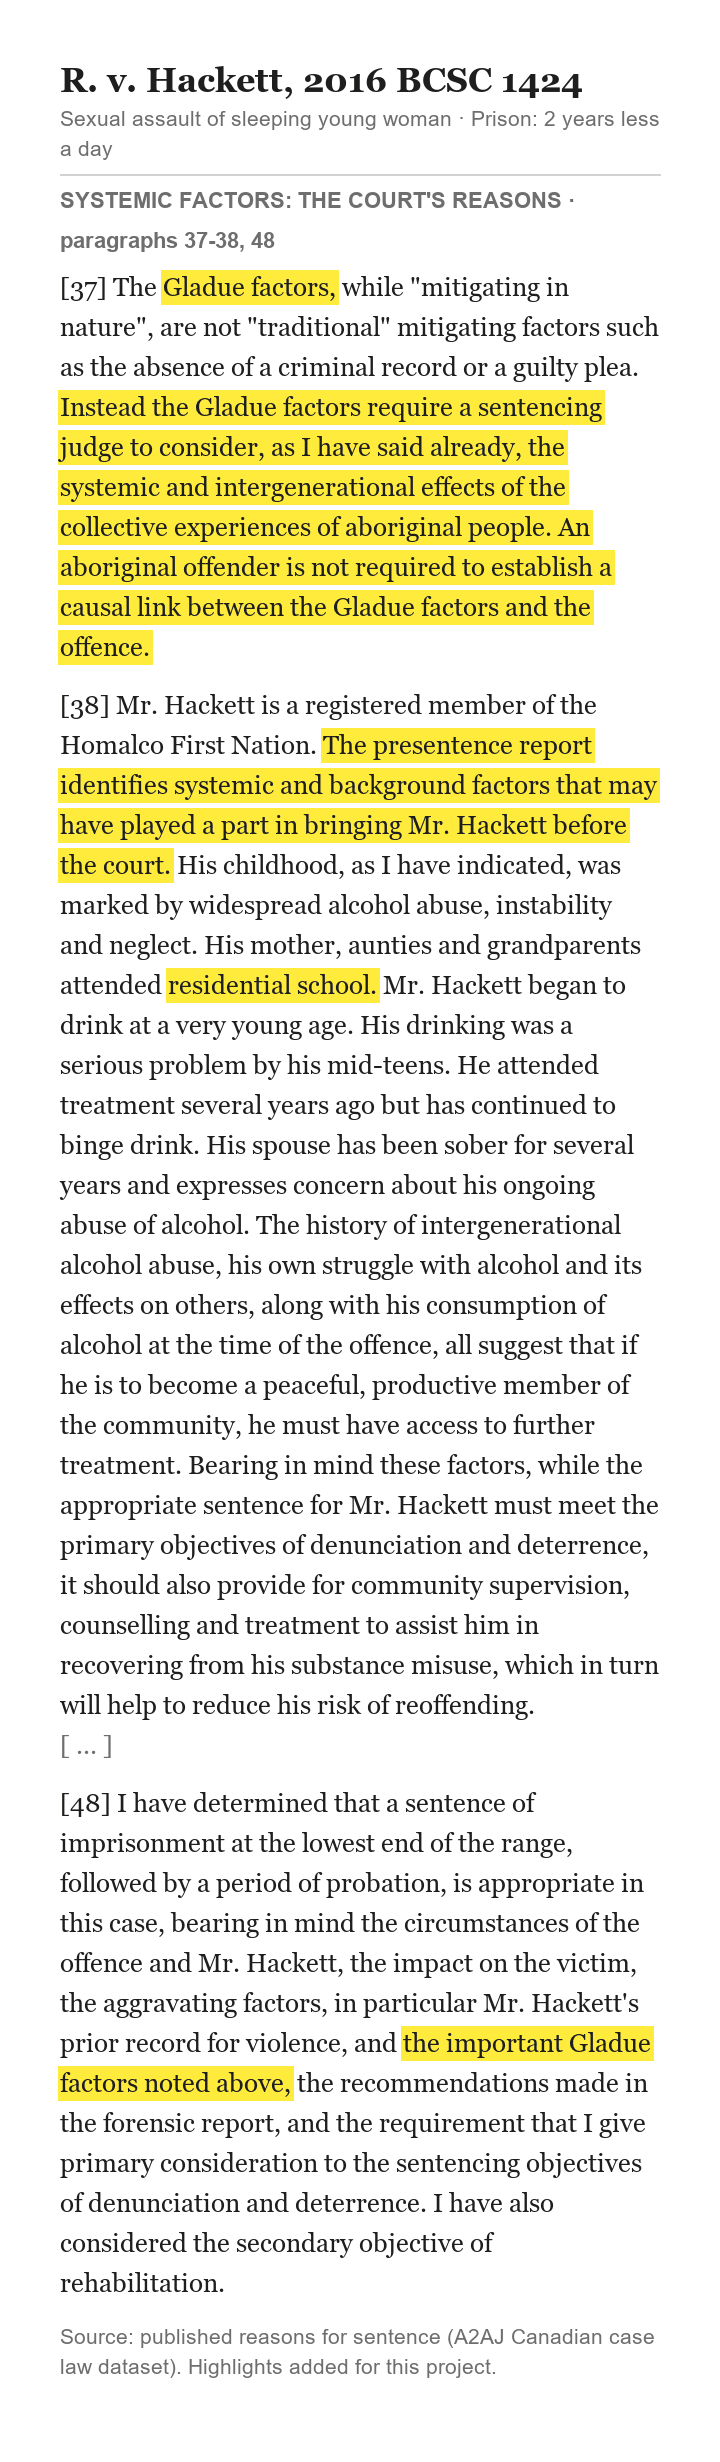 R. v. Hackett, 2016 BCSC 1424
Sexual assault of sleeping young woman · Prison: 2 years less
a day
SYSTEMIC FACTORS: THE COURT'S REASONS ·
paragraphs 37-38, 48
[37] The Gladue factors, while "mitigating in
nature", are not "traditional" mitigating factors such
as the absence of a criminal record or a guilty plea.
Instead the Gladue factors require a sentencing
judge to consider, as I have said already, the
systemic and intergenerational effects of the
collective experiences of aboriginal people. An
aboriginal offender is not required to establish a
causal link between the Gladue factors and the
offence.
[38] Mr. Hackett is a registered member of the
Homalco First Nation. The presentence report
identifies systemic and background factors that may
have played a part in bringing Mr. Hackett before
the court. His childhood, as I have indicated, was
marked by widespread alcohol abuse, instability
and neglect. His mother, aunties and grandparents
attended residential school. Mr. Hackett began to
drink at a very young age. His drinking was a
serious problem by his mid-teens. He attended
treatment several years ago but has continued to
binge drink. His spouse has been sober for several
years and expresses concern about his ongoing
abuse of alcohol. The history of intergenerational
alcohol abuse, his own struggle with alcohol and its
effects on others, along with his consumption of
alcohol at the time of the offence, all suggest that if
he is to become a peaceful, productive member of
the community, he must have access to further
treatment. Bearing in mind these factors, while the
appropriate sentence for Mr. Hackett must meet the
primary objectives of denunciation and deterrence,
it should also provide for community supervision,
counselling and treatment to assist him in
recovering from his substance misuse, which in turn
will help to reduce his risk of reoffending.
[ ... ]
[48] I have determined that a sentence of
imprisonment at the lowest end of the range,
followed by a period of probation, is appropriate in
this case, bearing in mind the circumstances of the
offence and Mr. Hackett, the impact on the victim,
the aggravating factors, in particular Mr. Hackett's
prior record for violence, and the important Gladue
factors noted above, the recommendations made in
the forensic report, and the requirement that I give
primary consideration to the sentencing objectives
of denunciation and deterrence. I have also
considered the secondary objective of
rehabilitation.
Source: published reasons for sentence (A2AJ Canadian case
law dataset). Highlights added for this project.